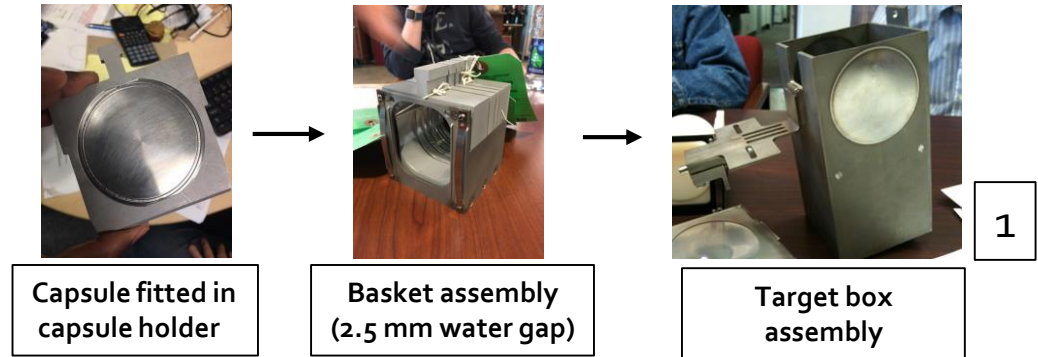 1
Capsule fitted in
capsule holder
Basket assembly
(2.5 mm water gap)
Target box
assembly